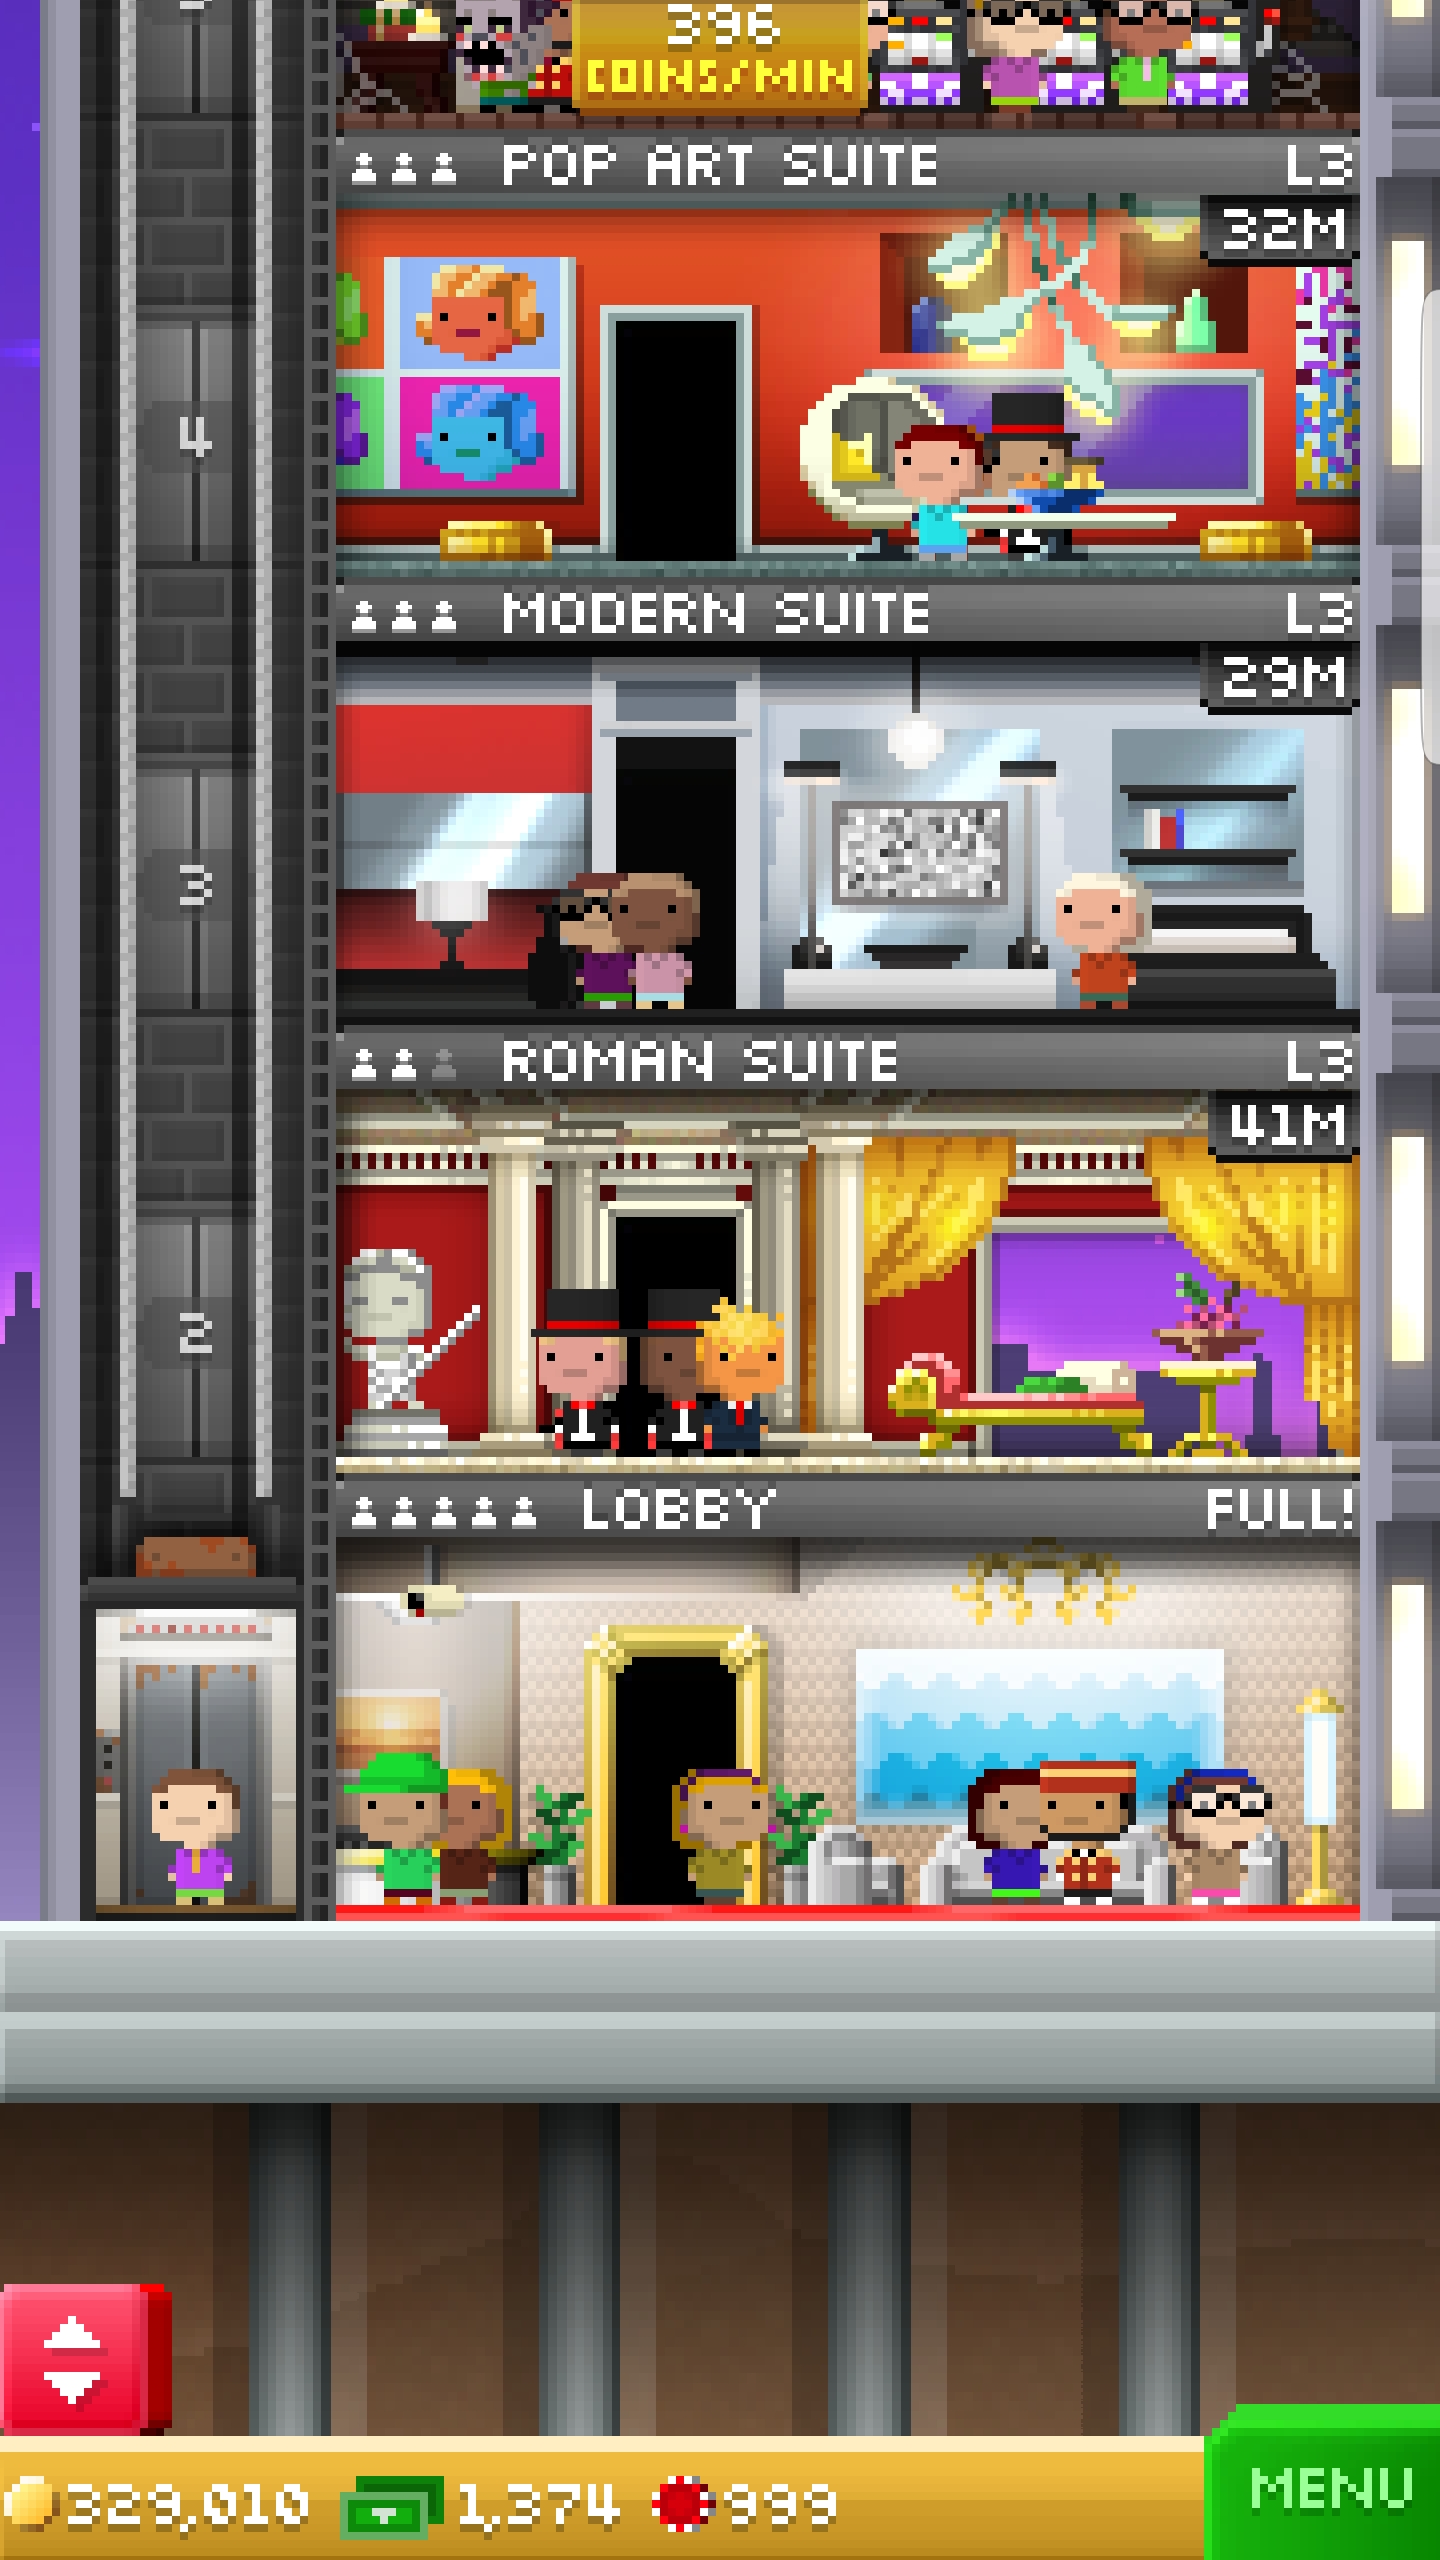 396
COINS/MIN
POP ART SUITE L3
32M
4
MODERN SUITE L3
29M
3
ROMAN SUITE L3
41M
2
LOBBY FULL!
329,010 1,374 999
MENU